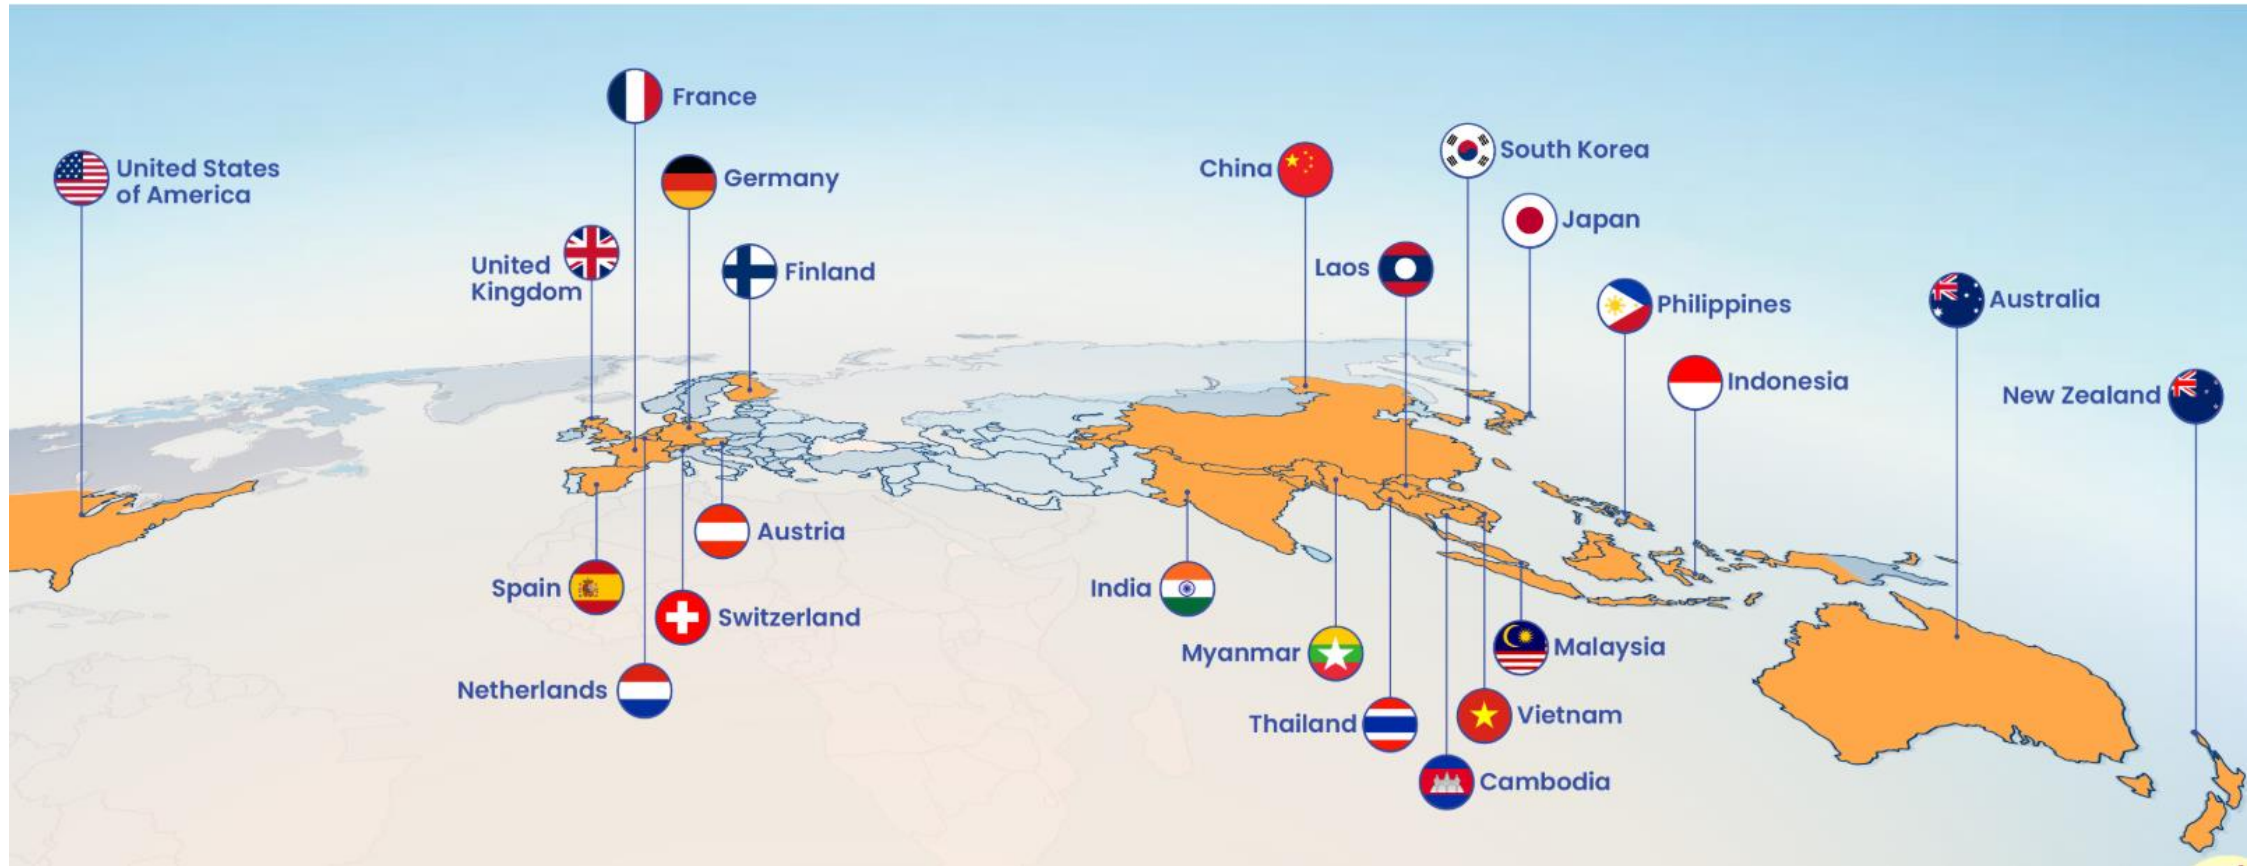 France
United States
of America
Germany
United
Kingdom
Finland
China
South Korea
Japan
Laos
Philippines
Australia
Indonesia
New Zealand
Austria
Spain
Switzerland
Netherlands
India
Myanmar
Malaysia
Thailand
Vietnam
Cambodia